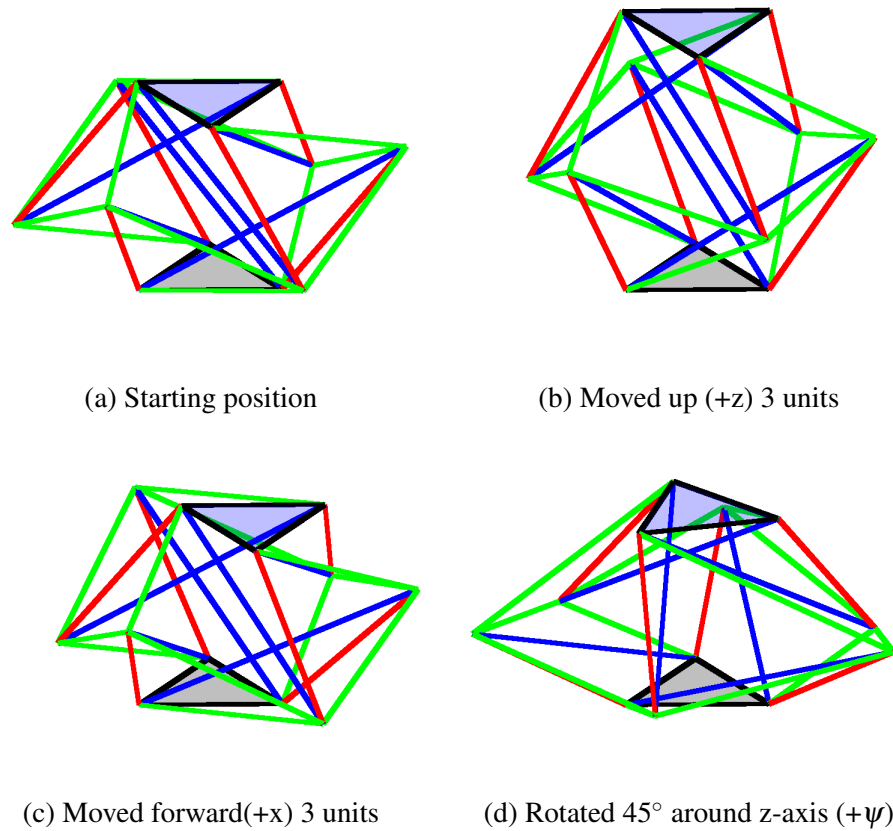 (a) Starting position
(b) Moved up (+z) 3 units
(c) Moved forward(+x) 3 units
(d) Rotated 45° around z-axis (+ψ)